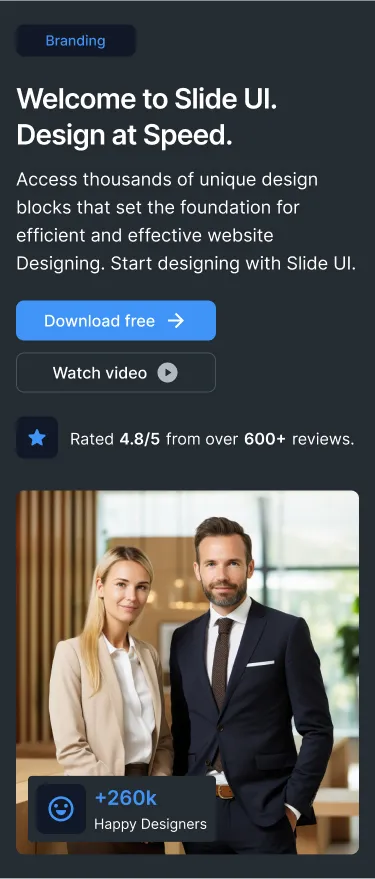 Branding
Welcome to Slide UI.
Design at Speed.
Access thousands of unique design
blocks that set the foundation for
efficient and effective website
Designing. Start designing with Slide UI.
Download free
Watch video
Rated 4.8/5 from over 600+ reviews.
+260k
Happy Designers